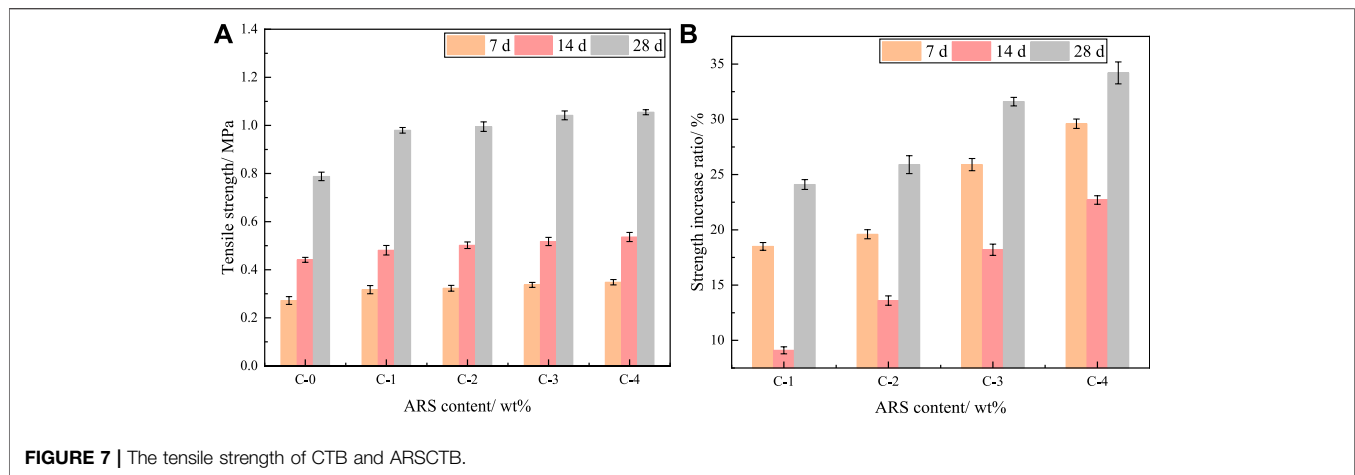 A
7 d 14 d 28 d
1.4
1.2
1.0
0.8
0.6
0.4
0.2
0.0
Tensile strength/ MPa
C-0 C-1 C-2 C-3 C-4
ARS content/ wt%
B
7 d 14 d 28 d
35
30
25
20
15
10
Strength increase ratio/ %
C-1 C-2 C-3 C-4
ARS content/ wt%
FIGURE 7 | The tensile strength of CTB and ARSCTB.